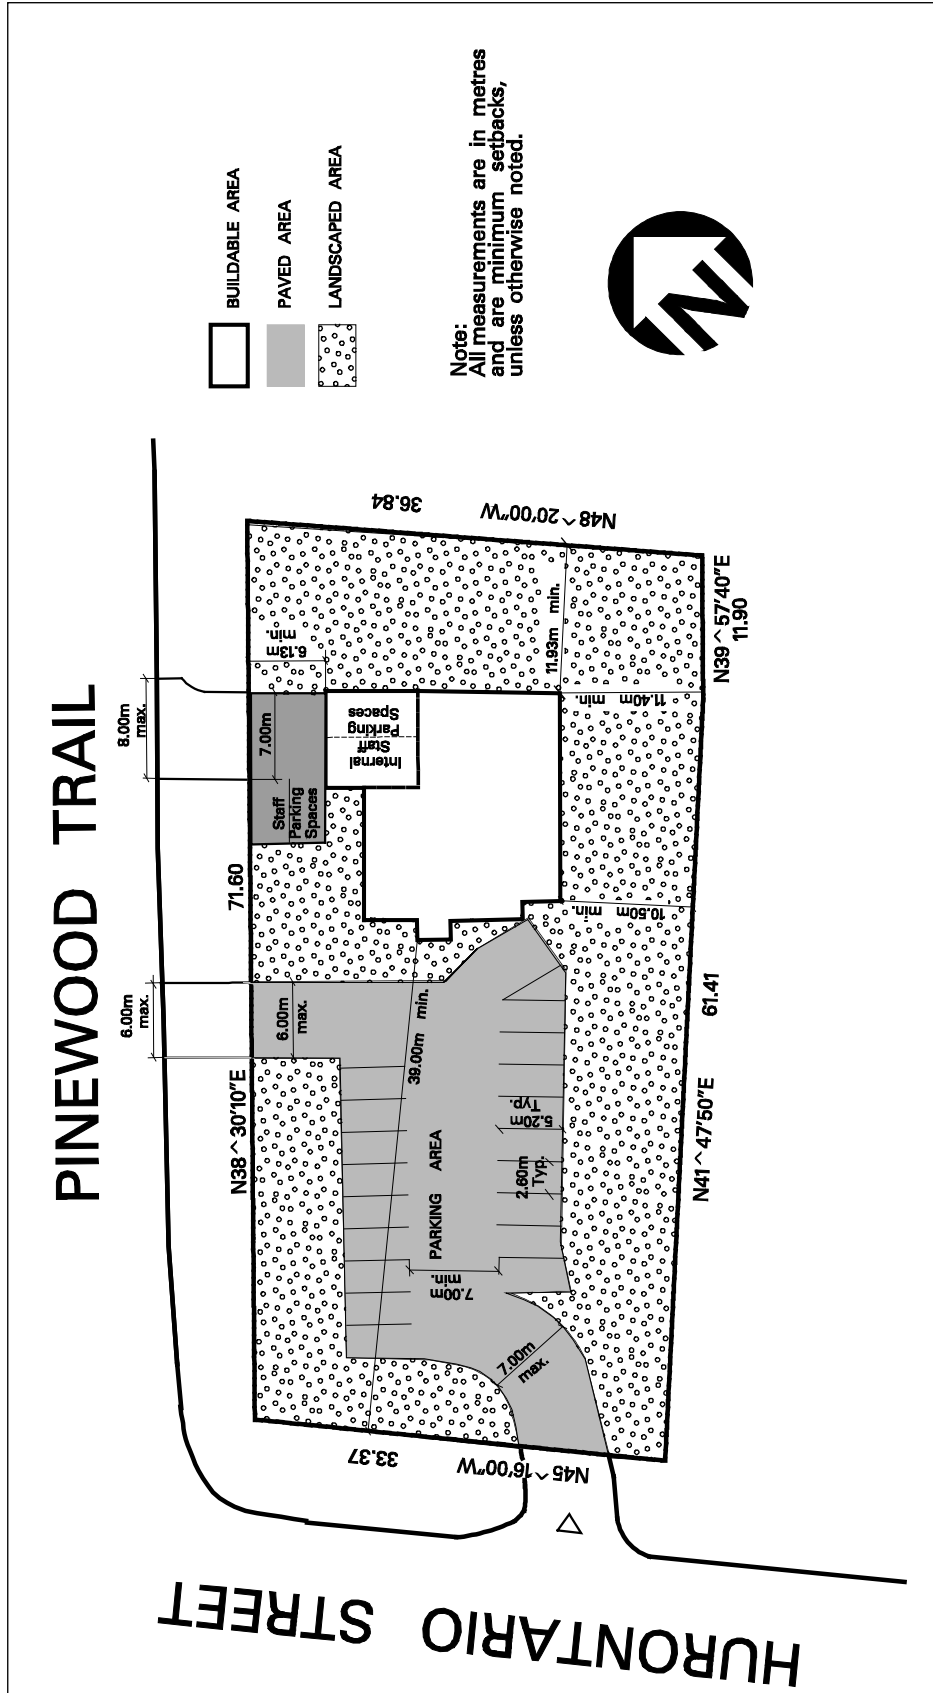 BUILDABLE AREA
PAVED AREA
LANDSCAPED AREA
Note:
All measurements are in metres
and are minimum setbacks,
unless otherwise noted.
N
PINEWOOD TRAIL
8.00m
max.
6.00m
max.
71.60
N38^30'10"E
36.84
N48^20'00"W
N39^57'40"E
11.90
61.41
N41^47'50"E
33.37
N45^16'00"W
6.13m
min.
11.93m min.
11.40m min.
10.50m min.
7.00m
Staff
Parking
Spaces
Internal
Staff
Parking
Spaces
6.00m
max.
39.00m min.
PARKING AREA
5.20m
Typ.
2.60m
Typ.
7.00m
min.
7.00m
max.
HURONTARIO STREET